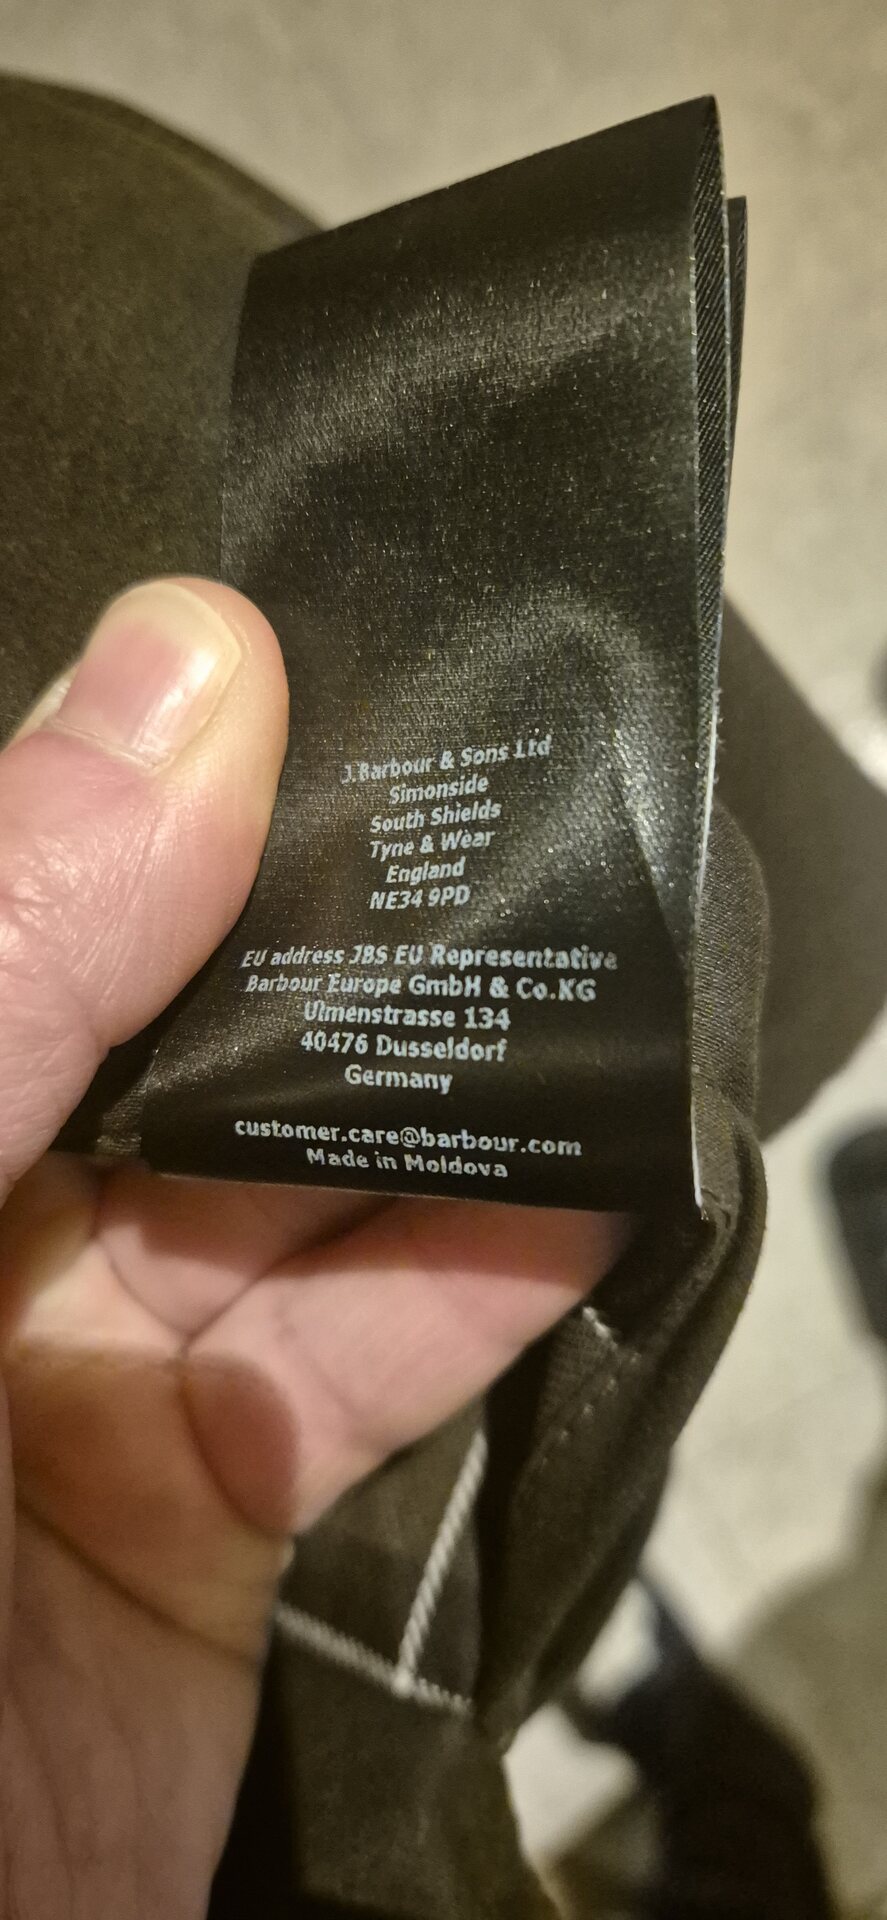 J.Barbour & Sons Ltd
Simonside
South Shields
Tyne & Wear
England
NE34 9PD
EU address JBS EU Representative
Barbour Europe GmbH & Co.KG
Ulmenstrasse 134
40476 Dusseldorf
Germany
customer.care@barbour.com
Made in Moldova